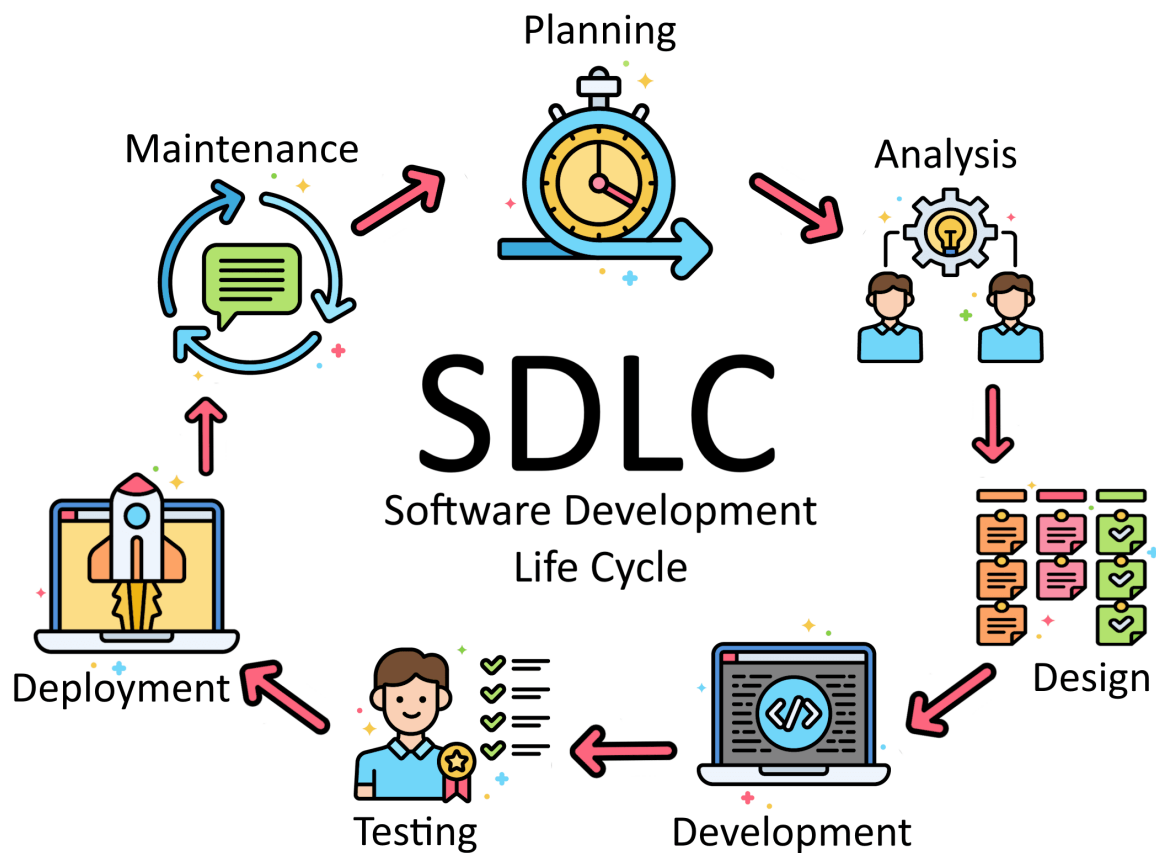 Planning
Maintenance
Analysis
SDLC
Software Development
Life Cycle
Design
Deployment
Testing
Development